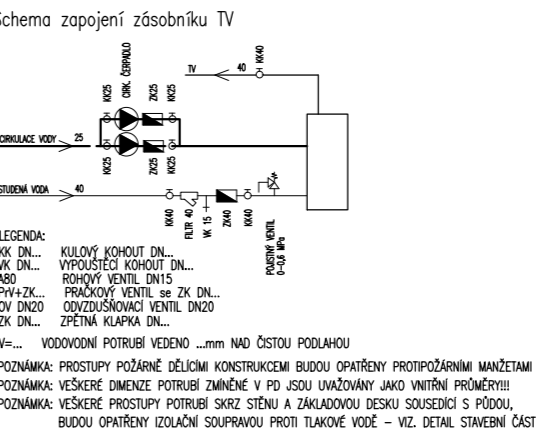 Schema zapojení zásobníku TV
TV
40
KK40
KK25
CIRK. ČERPADLO
ZK25
KK25
CIRKULACE VODY
25
KK25
ZK25
KK25
STUDENÁ VODA
40
KK40
FILTR 40
VK 15
ZK40
KK40
POJISTNÝ VENTIL
0-0,6 MPa
LEGENDA:
KK DN... KULOVÝ KOHOUT DN...
VK DN... VYPOUŠTĚCÍ KOHOUT DN...
A80 ROHOVÝ VENTIL DN15
PrV+ZK... PRAČKOVÝ VENTIL se ZK DN...
OV DN20 ODVZDUŠŇOVACÍ VENTIL DN20
ZK DN... ZPĚTNÁ KLAPKA DN...
V=... VODOVODNÍ POTRUBÍ VEDENO ...mm NAD ČISTOU PODLAHOU
POZNÁMKA: PROSTUPY POŽÁRNĚ DĚLÍCÍMI KONSTRUKCEMI BUDOU OPATŘENY PROTIPOŽÁRNÍMI MANŽETAMI
POZNÁMKA: VEŠKERÉ DIMENZE POTRUBÍ ZMÍNĚNÉ V PD JSOU UVAŽOVÁNY JAKO VNITŘNÍ PRŮMĚRY!!!
POZNÁMKA: VEŠKERÉ PROSTUPY POTRUBÍ SKRZ STĚNU A ZÁKLADOVOU DESKU SOUSEDÍCÍ S PŮDOU,
BUDOU OPATŘENY IZOLAČNÍ SOUPRAVOU PROTI TLAKOVÉ VODĚ – VIZ. DETAIL STAVEBNÍ ČÁST